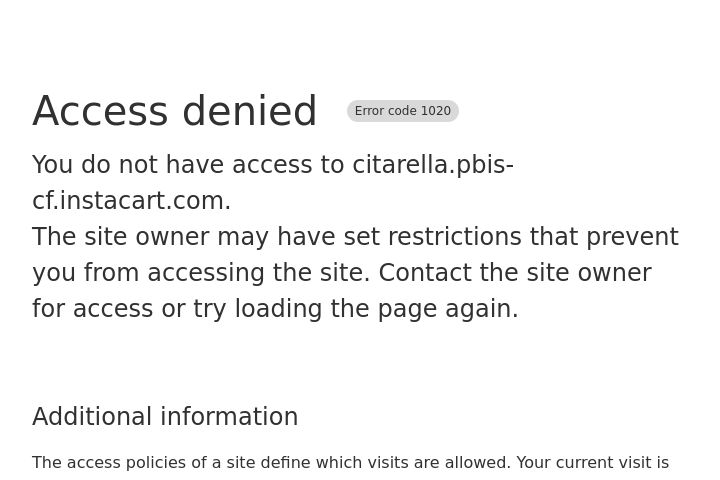 Access denied Error code 1020
You do not have access to citarella.pbis-
cf.instacart.com.
The site owner may have set restrictions that prevent
you from accessing the site. Contact the site owner
for access or try loading the page again.
Additional information
The access policies of a site define which visits are allowed. Your current visit is